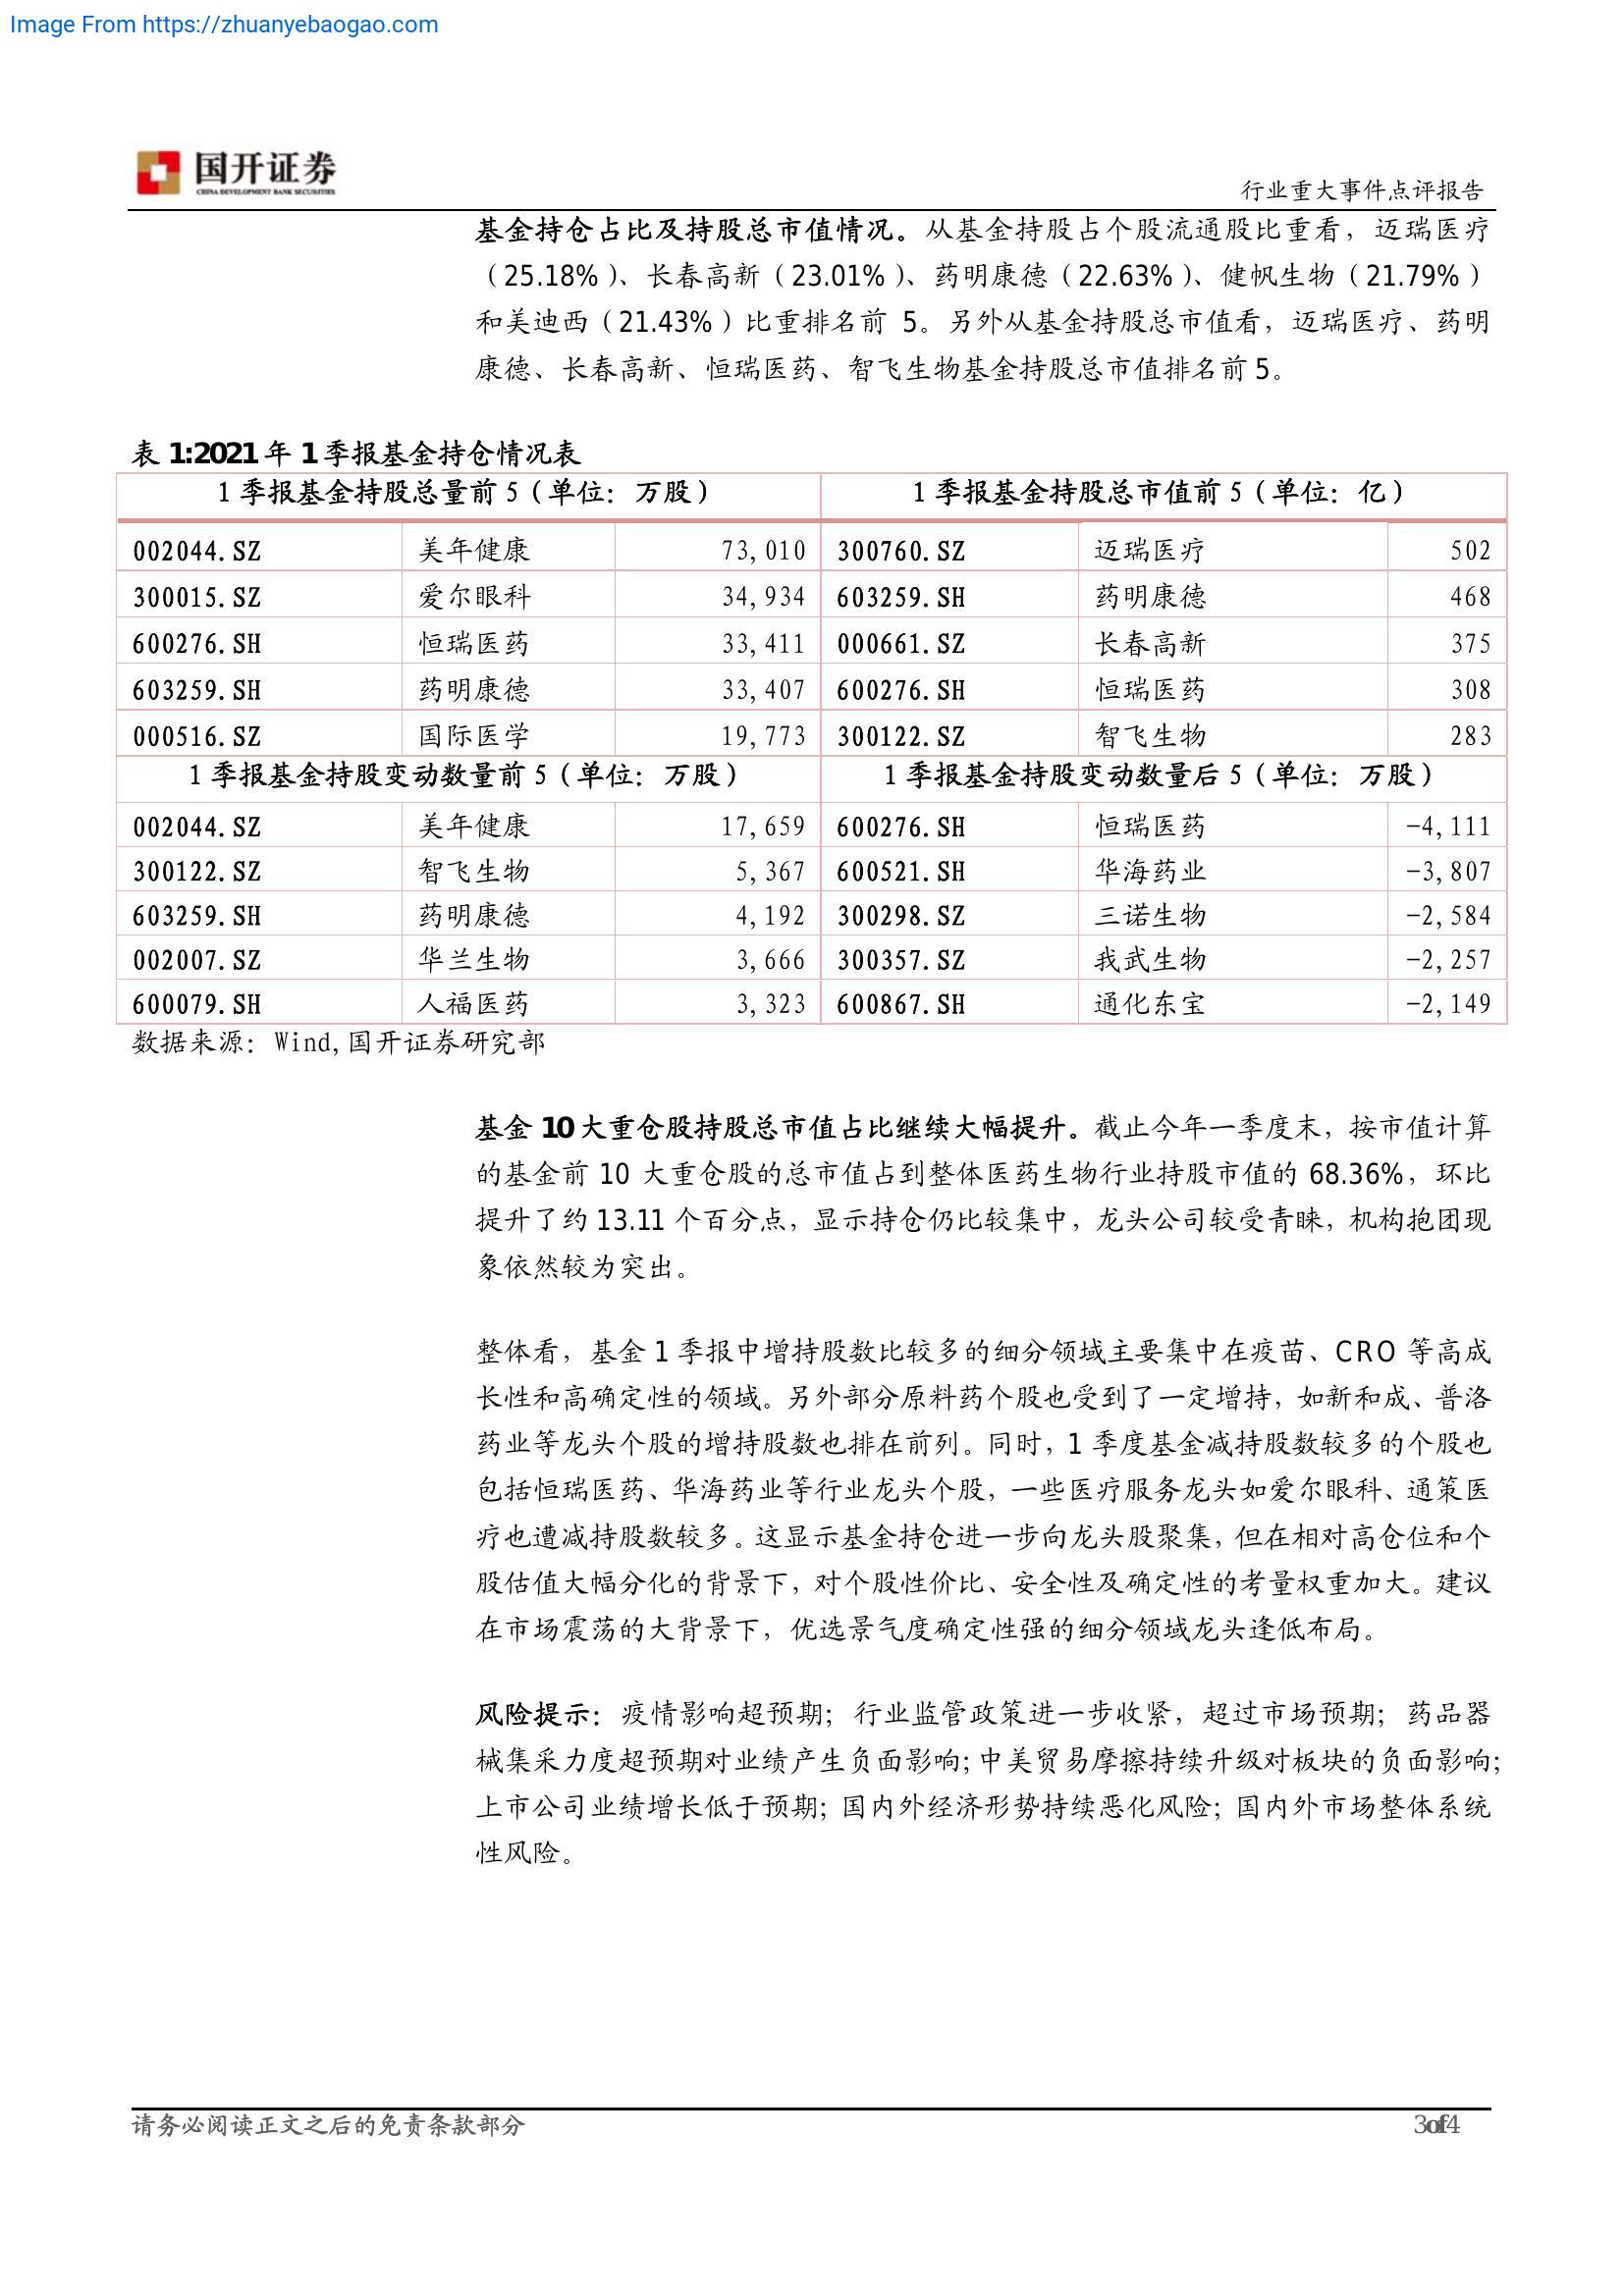 Image From https://zhuanyebaogao.com
国开证券
CHINA DEVELOPMENT BANK SECURITIES
行业重大事件点评报告
基金持仓占比及持股总市值情况。从基金持股占个股流通股比重看，迈瑞医疗
（25.18%）、长春高新（23.01%）、药明康德（22.63%）、健帆生物（21.79%）
和美迪西（21.43%）比重排名前 5。另外从基金持股总市值看，迈瑞医疗、药明
康德、长春高新、恒瑞医药、智飞生物基金持股总市值排名前 5。
表 1:2021 年 1 季报基金持仓情况表
1 季报基金持股总量前 5（单位：万股） 1 季报基金持股总市值前 5（单位：亿）
002044.SZ 美年健康 73,010 300760.SZ 迈瑞医疗 502
300015.SZ 爱尔眼科 34,934 603259.SH 药明康德 468
600276.SH 恒瑞医药 33,411 000661.SZ 长春高新 375
603259.SH 药明康德 33,407 600276.SH 恒瑞医药 308
000516.SZ 国际医学 19,773 300122.SZ 智飞生物 283
1 季报基金持股变动数量前 5（单位：万股） 1 季报基金持股变动数量后 5（单位：万股）
002044.SZ 美年健康 17,659 600276.SH 恒瑞医药 -4,111
300122.SZ 智飞生物 5,367 600521.SH 华海药业 -3,807
603259.SH 药明康德 4,192 300298.SZ 三诺生物 -2,584
002007.SZ 华兰生物 3,666 300357.SZ 我武生物 -2,257
600079.SH 人福医药 3,323 600867.SH 通化东宝 -2,149
数据来源：Wind,国开证券研究部
基金 10 大重仓股持股总市值占比继续大幅提升。截止今年一季度末，按市值计算
的基金前 10 大重仓股的总市值占到整体医药生物行业持股市值的 68.36%，环比
提升了约 13.11 个百分点，显示持仓仍比较集中，龙头公司较受青睐，机构抱团现
象依然较为突出。
整体看，基金 1 季报中增持股数比较多的细分领域主要集中在疫苗、CRO 等高成
长性和高确定性的领域。另外部分原料药个股也受到了一定增持，如新和成、普洛
药业等龙头个股的增持股数也排在前列。同时，1 季度基金减持股数较多的个股也
包括恒瑞医药、华海药业等行业龙头个股，一些医疗服务龙头如爱尔眼科、通策医
疗也遭减持股数较多。这显示基金持仓进一步向龙头股聚集，但在相对高仓位和个
股估值大幅分化的背景下，对个股性价比、安全性及确定性的考量权重加大。建议
在市场震荡的大背景下，优选景气度确定性强的细分领域龙头逢低布局。
风险提示：疫情影响超预期；行业监管政策进一步收紧，超过市场预期；药品器
械集采力度超预期对业绩产生负面影响；中美贸易摩擦持续升级对板块的负面影响；
上市公司业绩增长低于预期；国内外经济形势持续恶化风险；国内外市场整体系统
性风险。
请务必阅读正文之后的免责条款部分
3of4